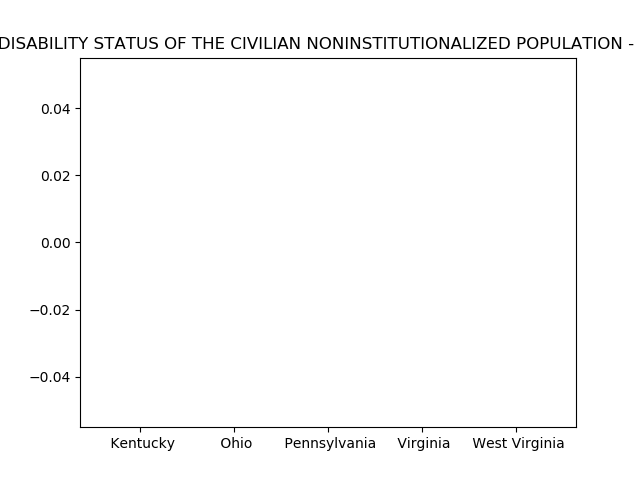 DISABILITY STATUS OF THE CIVILIAN NONINSTITUTIONALIZED POPULATION -
0.04
0.02
0.00
−0.02
−0.04
Kentucky Ohio Pennsylvania Virginia West Virginia